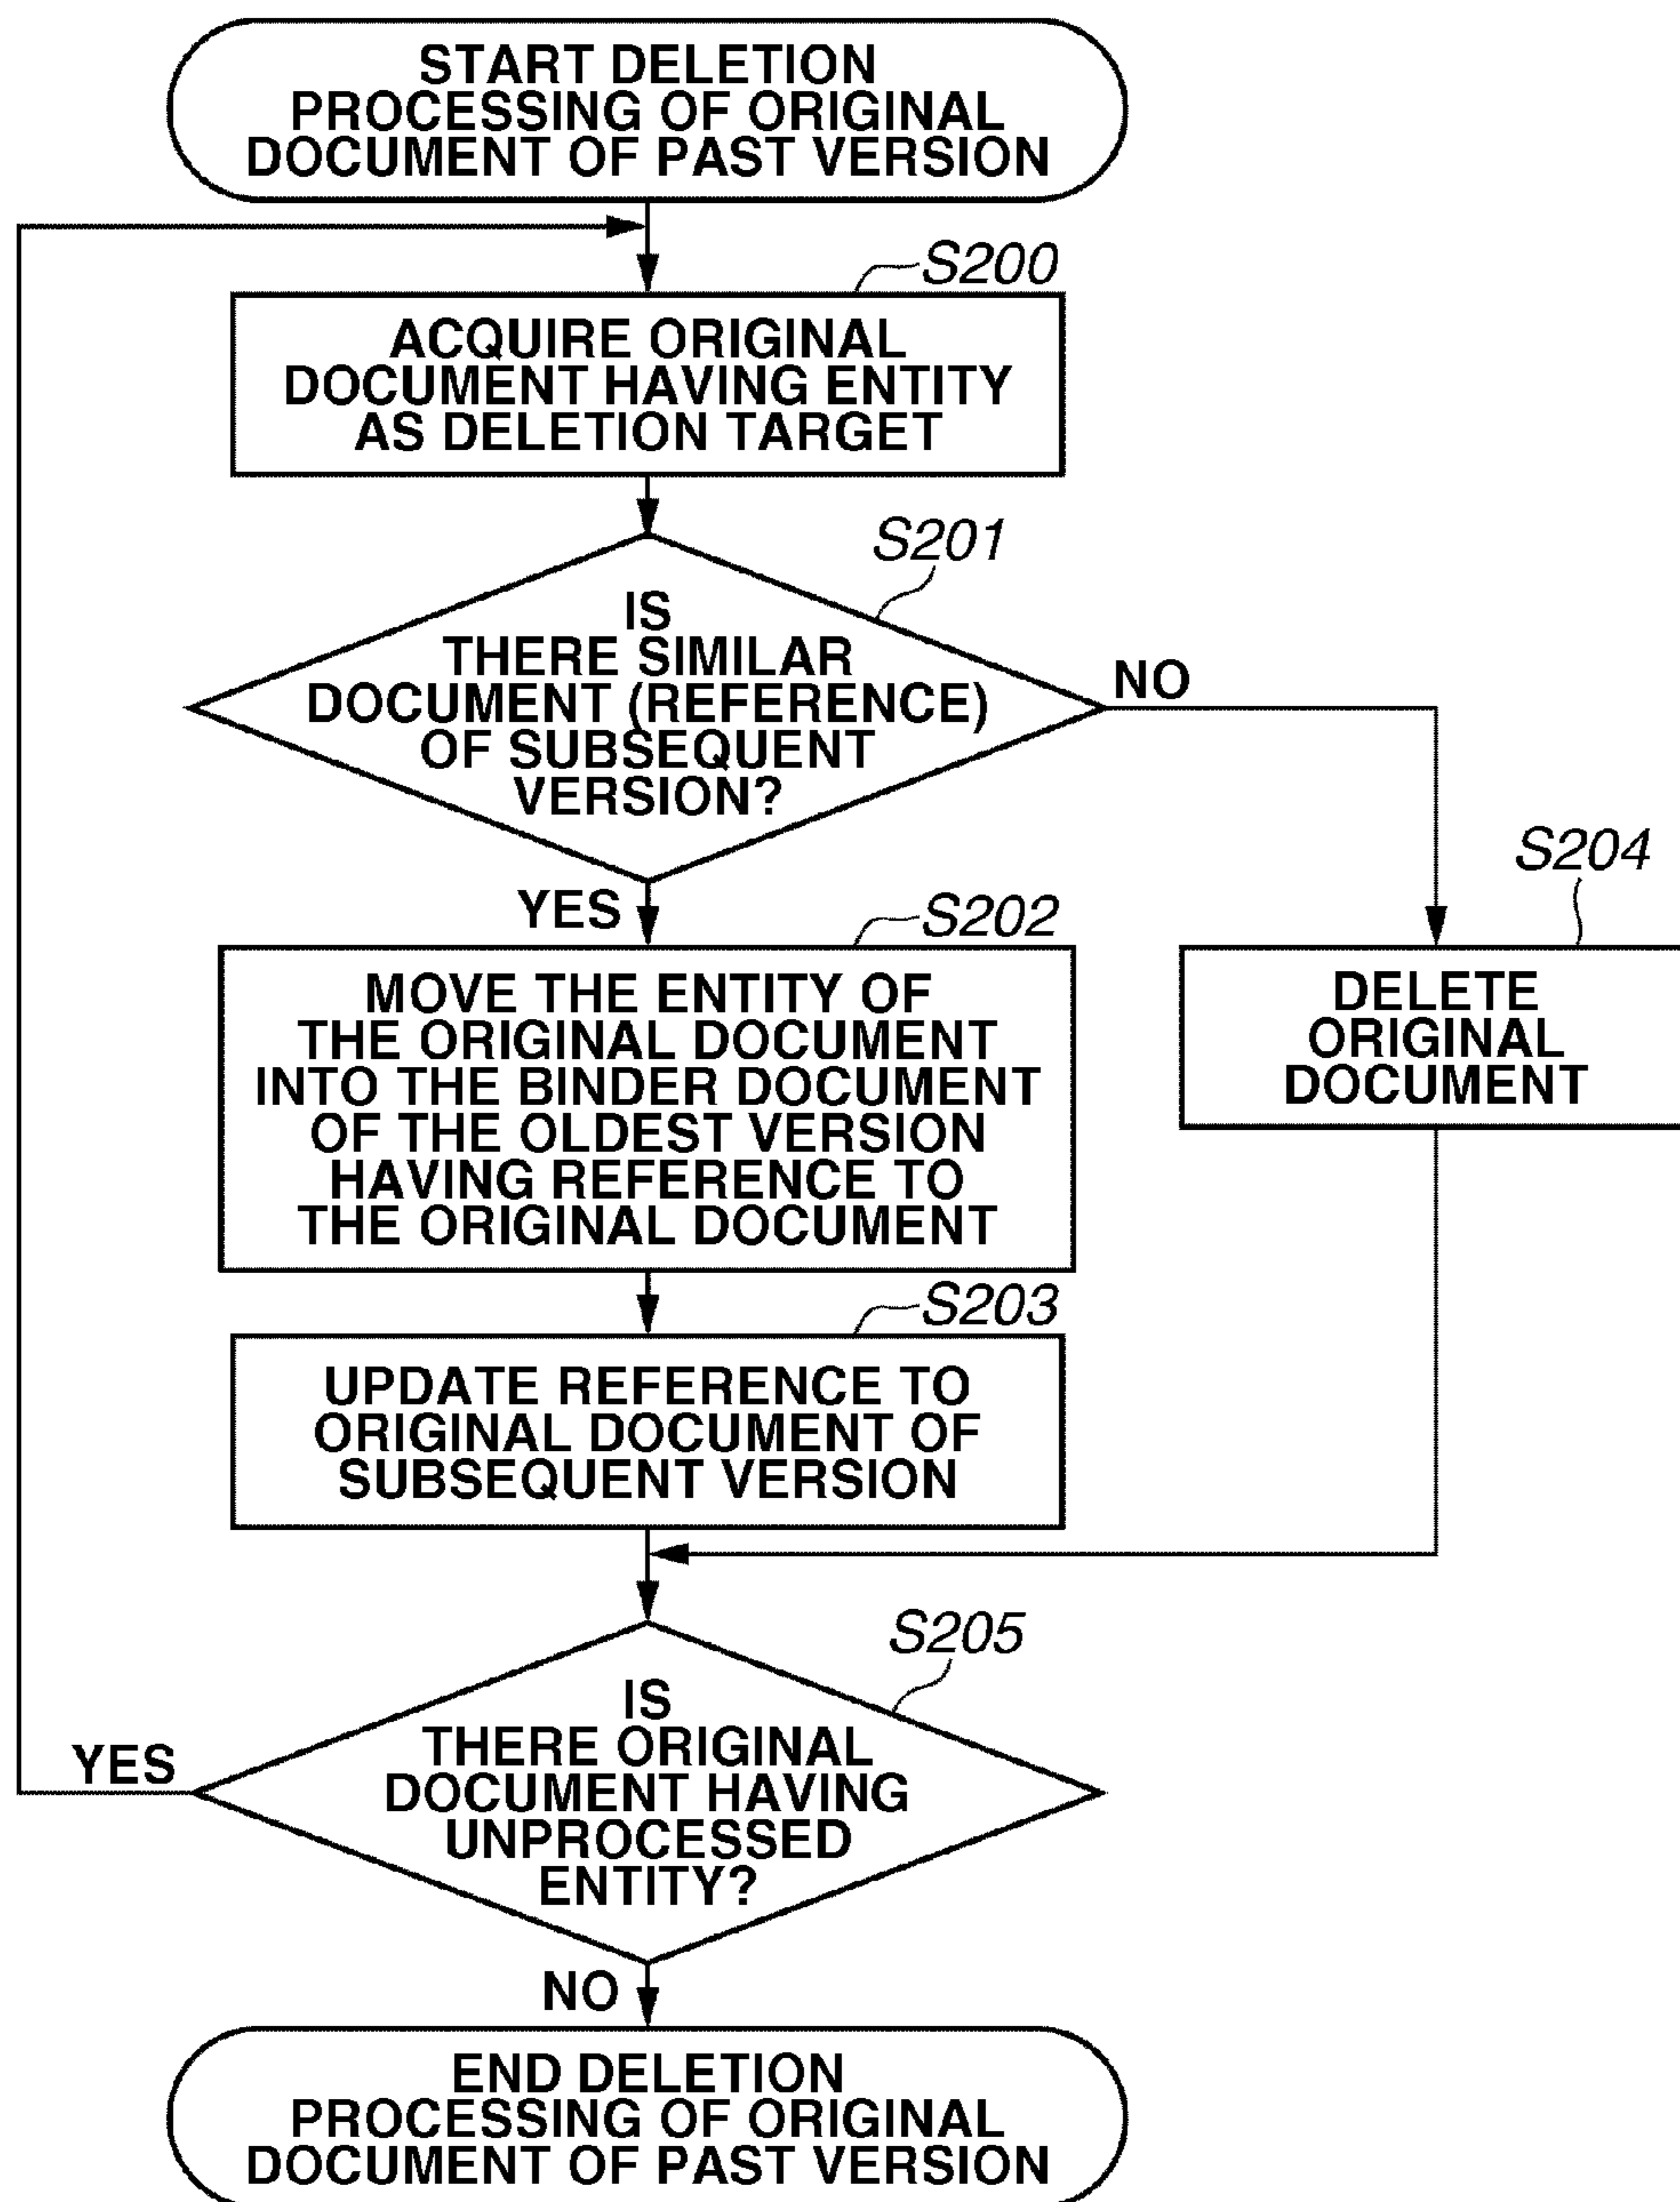 START DELETION
PROCESSING OF ORIGINAL
DOCUMENT OF PAST VERSION
S200
ACQUIRE ORIGINAL
DOCUMENT HAVING ENTITY
AS DELETION TARGET
S201
IS
THERE SIMILAR
DOCUMENT (REFERENCE)
OF SUBSEQUENT
VERSION?
NO
YES
S202
MOVE THE ENTITY OF
THE ORIGINAL DOCUMENT
INTO THE BINDER DOCUMENT
OF THE OLDEST VERSION
HAVING REFERENCE TO
THE ORIGINAL DOCUMENT
S204
DELETE
ORIGINAL
DOCUMENT
S203
UPDATE REFERENCE TO
ORIGINAL DOCUMENT OF
SUBSEQUENT VERSION
S205
IS
THERE ORIGINAL
DOCUMENT HAVING
UNPROCESSED
ENTITY?
YES
NO
END DELETION
PROCESSING OF ORIGINAL
DOCUMENT OF PAST VERSION